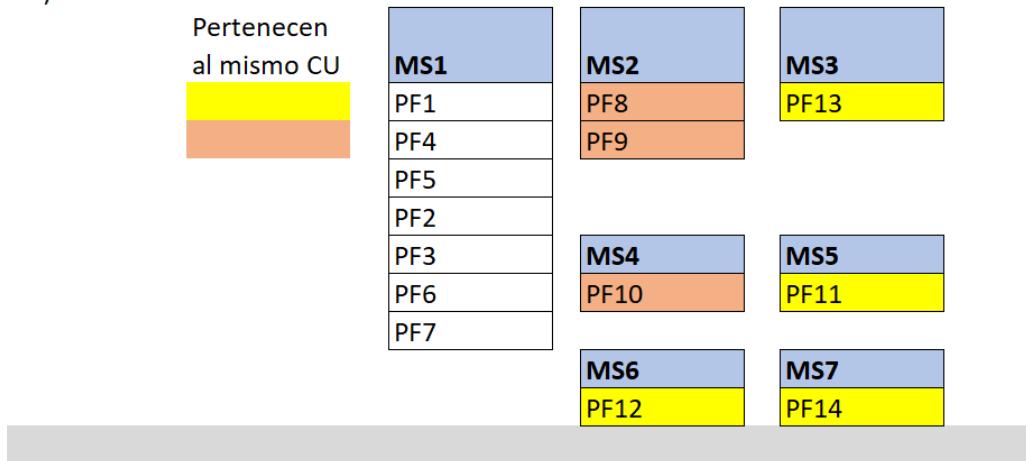 Pertenecen
al mismo CU
MS1
PF1
PF4
PF5
PF2
PF3
PF6
PF7
MS2
PF8
PF9
MS3
PF13
MS4
PF10
MS5
PF11
MS6
PF12
MS7
PF14